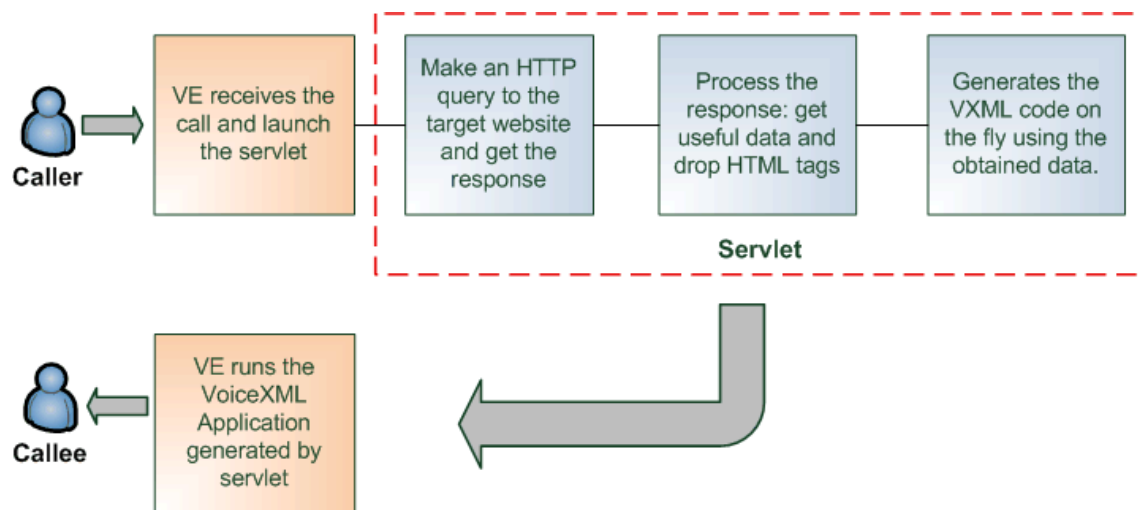 Caller
VE receives the
call and launch
the servlet
Make an HTTP
query to the
target website
and get the
response
Process the
response: get
useful data and
drop HTML tags
Generates the
VXML code on
the fly using the
obtained data.
Servlet
Callee
VE runs the
VoiceXML
Application
generated by
servlet